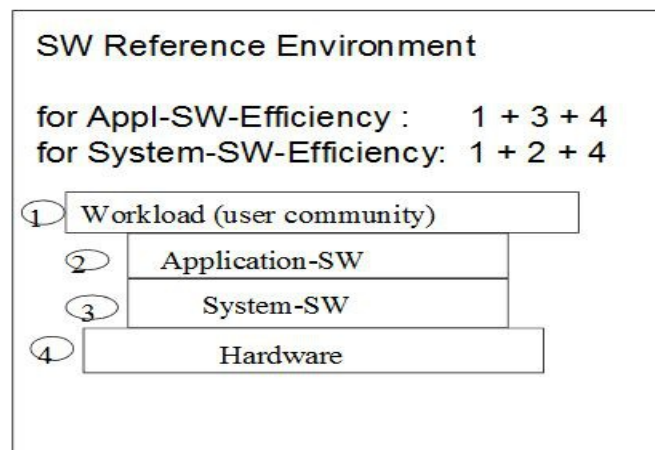 SW Reference Environment
for Appl-SW-Efficiency : 1 + 3 + 4
for System-SW-Efficiency: 1 + 2 + 4
1 Workload (user community)
2 Application-SW
3 System-SW
4 Hardware